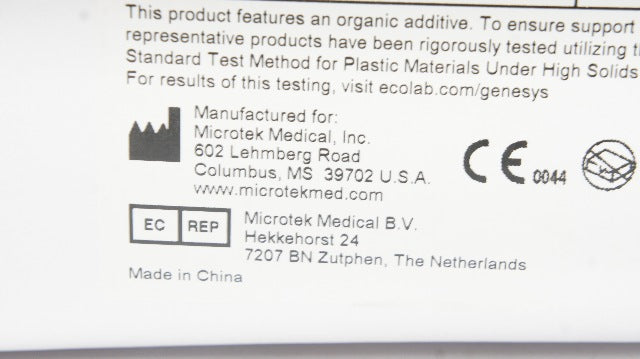 This product features an organic additive. To ensure support
representative products have been rigorously tested utilizing
Standard Test Method for Plastic Materials Under High Solids
For results of this testing, visit ecolab.com/genesys
Manufactured for:
Microtek Medical, Inc.
602 Lehmberg Road
Columbus, MS 39702 U.S.A.
www.microtekmed.com
CE 0044
EC REP
Microtek Medical B.V.
Hekkehorst 24
7207 BN Zutphen, The Netherlands
Made in China